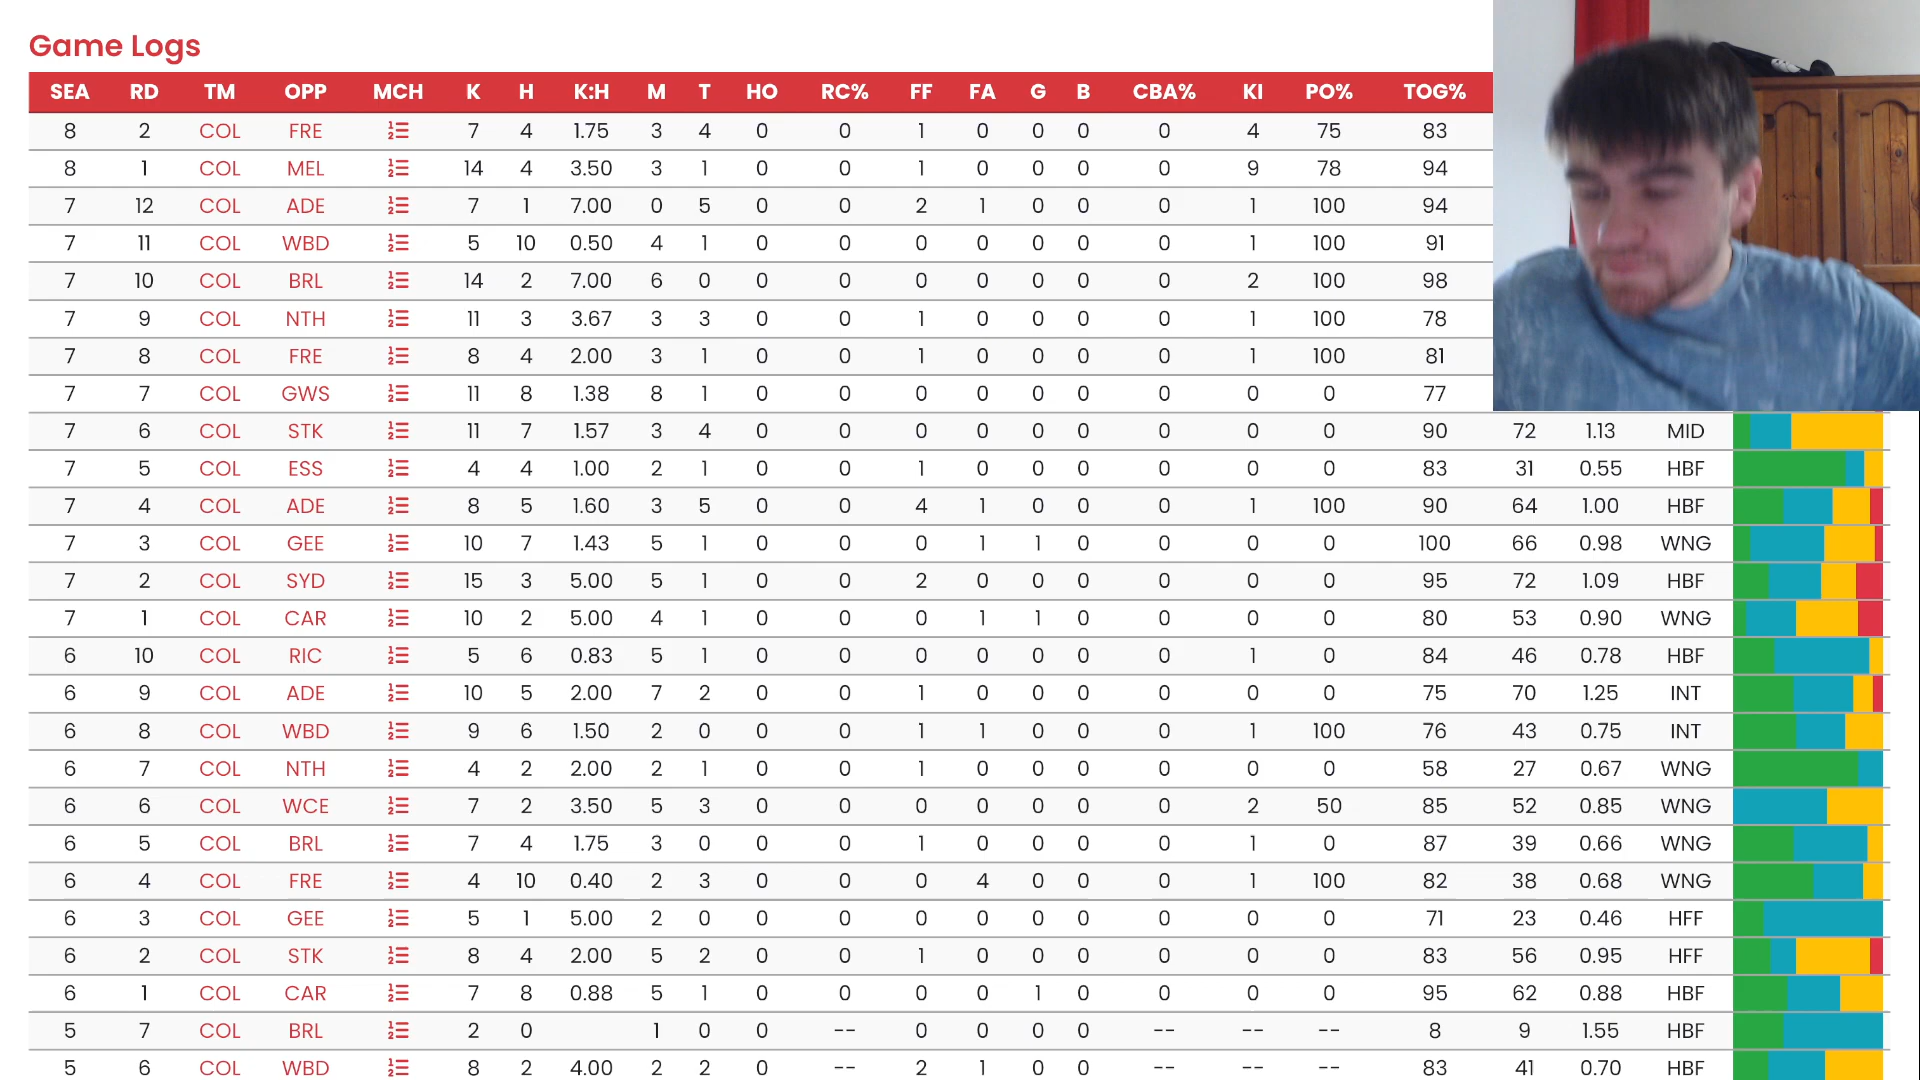 Game Logs
SEA RD TM OPP MCH K H K:H M T HO RC% FF FA G B CBA% KI PO% TOG%
8 2 COL FRE 7 4 1.75 3 4 0 0 1 0 0 0 0 4 75 83
8 1 COL MEL 14 4 3.50 3 1 0 0 1 0 0 0 0 9 78 94
7 12 COL ADE 7 1 7.00 0 5 0 0 2 1 0 0 0 1 100 94
7 11 COL WBD 5 10 0.50 4 1 0 0 0 0 0 0 0 1 100 91
7 10 COL BRL 14 2 7.00 6 0 0 0 0 0 0 0 0 2 100 98
7 9 COL NTH 11 3 3.67 3 3 0 0 1 0 0 0 0 1 100 78
7 8 COL FRE 8 4 2.00 3 1 0 0 1 0 0 0 0 1 100 81
7 7 COL GWS 11 8 1.38 8 1 0 0 0 0 0 0 0 0 0 77
7 6 COL STK 11 7 1.57 3 4 0 0 0 0 0 0 0 0 0 90 72 1.13 MID
7 5 COL ESS 4 4 1.00 2 1 0 0 1 0 0 0 0 0 0 83 31 0.55 HBF
7 4 COL ADE 8 5 1.60 3 5 0 0 4 1 0 0 0 1 100 90 64 1.00 HBF
7 3 COL GEE 10 7 1.43 5 1 0 0 0 1 1 0 0 0 0 100 66 0.98 WNG
7 2 COL SYD 15 3 5.00 5 1 0 0 2 0 0 0 0 0 0 95 72 1.09 HBF
7 1 COL CAR 10 2 5.00 4 1 0 0 0 1 1 0 0 0 0 80 53 0.90 WNG
6 10 COL RIC 5 6 0.83 5 1 0 0 0 0 0 0 0 1 0 84 46 0.78 HBF
6 9 COL ADE 10 5 2.00 7 2 0 0 1 0 0 0 0 0 0 75 70 1.25 INT
6 8 COL WBD 9 6 1.50 2 0 0 0 1 1 0 0 0 1 100 76 43 0.75 INT
6 7 COL NTH 4 2 2.00 2 1 0 0 1 0 0 0 0 0 0 58 27 0.67 WNG
6 6 COL WCE 7 2 3.50 5 3 0 0 0 0 0 0 0 2 50 85 52 0.85 WNG
6 5 COL BRL 7 4 1.75 3 0 0 0 1 0 0 0 0 1 0 87 39 0.66 WNG
6 4 COL FRE 4 10 0.40 2 3 0 0 0 4 0 0 0 1 100 82 38 0.68 WNG
6 3 COL GEE 5 1 5.00 2 0 0 0 0 0 0 0 0 0 0 71 23 0.46 HFF
6 2 COL STK 8 4 2.00 5 2 0 0 1 0 0 0 0 0 0 83 56 0.95 HFF
6 1 COL CAR 7 8 0.88 5 1 0 0 0 0 1 0 0 0 0 95 62 0.88 HBF
5 7 COL BRL 2 0 1 0 0 -- 0 0 0 0 -- -- -- 8 9 1.55 HBF
5 6 COL WBD 8 2 4.00 2 2 0 -- 2 1 0 0 -- -- -- 83 41 0.70 HBF